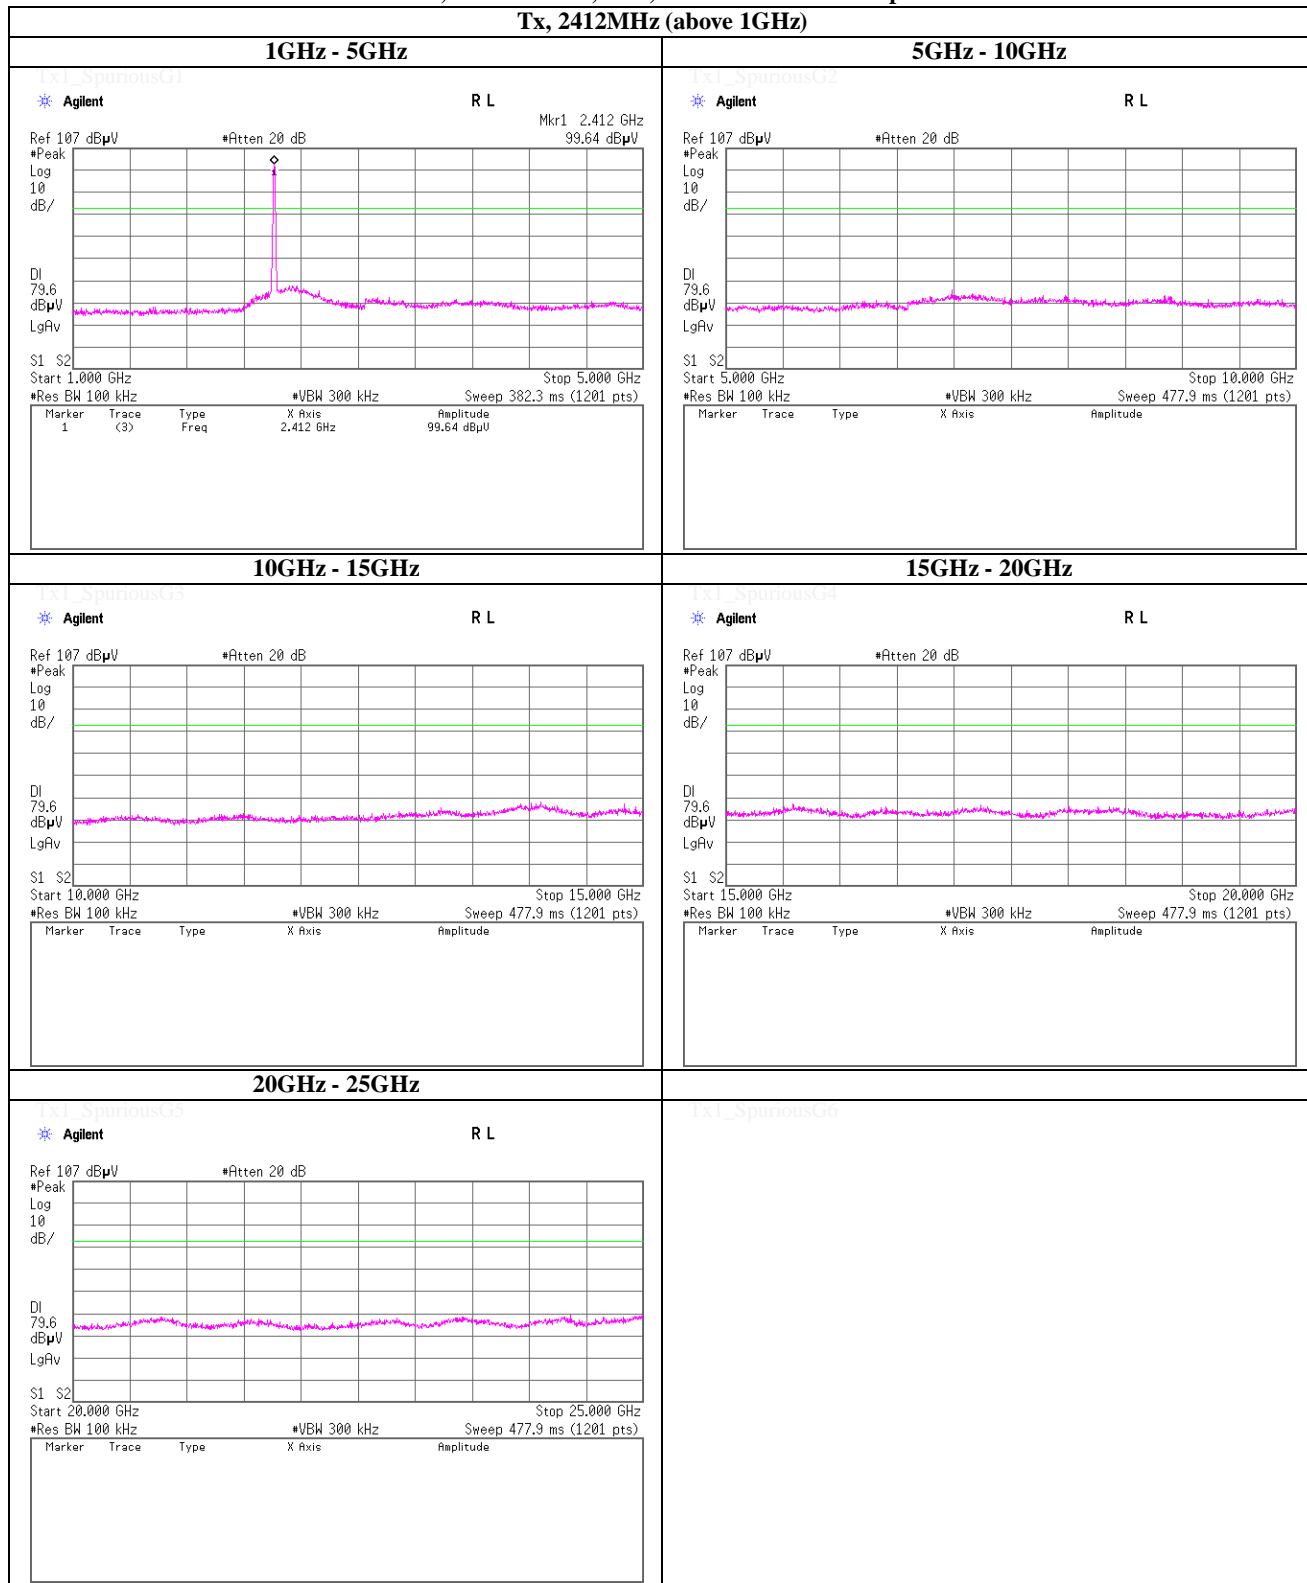 Tx, 2412MHz (above 1GHz)
1GHz - 5GHz
Tx1_SpuriousG1
Agilent
R L
Mkr1 2.412 GHz
Ref 107 dBµV #Atten 20 dB 99.64 dBµV
#Peak
Log
10
dB/
1
DI
79.6
dBµV
LgAv
S1 S2
Start 1.000 GHz Stop 5.000 GHz
#Res BW 100 kHz #VBW 300 kHz Sweep 382.3 ms (1201 pts)
Marker Trace Type X Axis Amplitude
1 (3) Freq 2.412 GHz 99.64 dBµV
5GHz - 10GHz
Tx1_SpuriousG2
Agilent
R L
Ref 107 dBµV #Atten 20 dB
#Peak
Log
10
dB/
DI
79.6
dBµV
LgAv
S1 S2
Start 5.000 GHz Stop 10.000 GHz
#Res BW 100 kHz #VBW 300 kHz Sweep 477.9 ms (1201 pts)
Marker Trace Type X Axis Amplitude
10GHz - 15GHz
Tx1_SpuriousG3
Agilent
R L
Ref 107 dBµV #Atten 20 dB
#Peak
Log
10
dB/
DI
79.6
dBµV
LgAv
S1 S2
Start 10.000 GHz Stop 15.000 GHz
#Res BW 100 kHz #VBW 300 kHz Sweep 477.9 ms (1201 pts)
Marker Trace Type X Axis Amplitude
15GHz - 20GHz
Tx1_SpuriousG4
Agilent
R L
Ref 107 dBµV #Atten 20 dB
#Peak
Log
10
dB/
DI
79.6
dBµV
LgAv
S1 S2
Start 15.000 GHz Stop 20.000 GHz
#Res BW 100 kHz #VBW 300 kHz Sweep 477.9 ms (1201 pts)
Marker Trace Type X Axis Amplitude
20GHz - 25GHz
Tx1_SpuriousG5
Agilent
R L
Ref 107 dBµV #Atten 20 dB
#Peak
Log
10
dB/
DI
79.6
dBµV
LgAv
S1 S2
Start 20.000 GHz Stop 25.000 GHz
#Res BW 100 kHz #VBW 300 kHz Sweep 477.9 ms (1201 pts)
Marker Trace Type X Axis Amplitude
Tx1_SpuriousG6